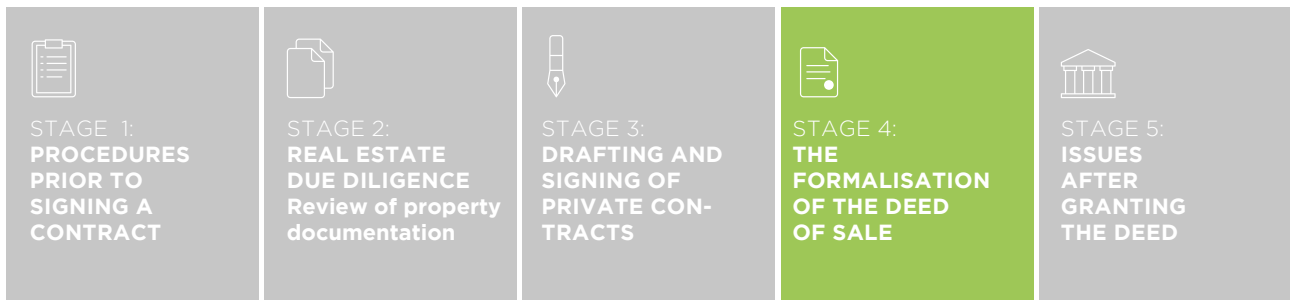 STAGE 1:
PROCEDURES
PRIOR TO
SIGNING A
CONTRACT
STAGE 2:
REAL ESTATE
DUE DILIGENCE
Review of property
documentation
STAGE 3:
DRAFTING AND
SIGNING OF
PRIVATE CON-
TRACTS
STAGE 4:
THE
FORMALISATION
OF THE DEED
OF SALE
STAGE 5:
ISSUES
AFTER
GRANTING
THE DEED